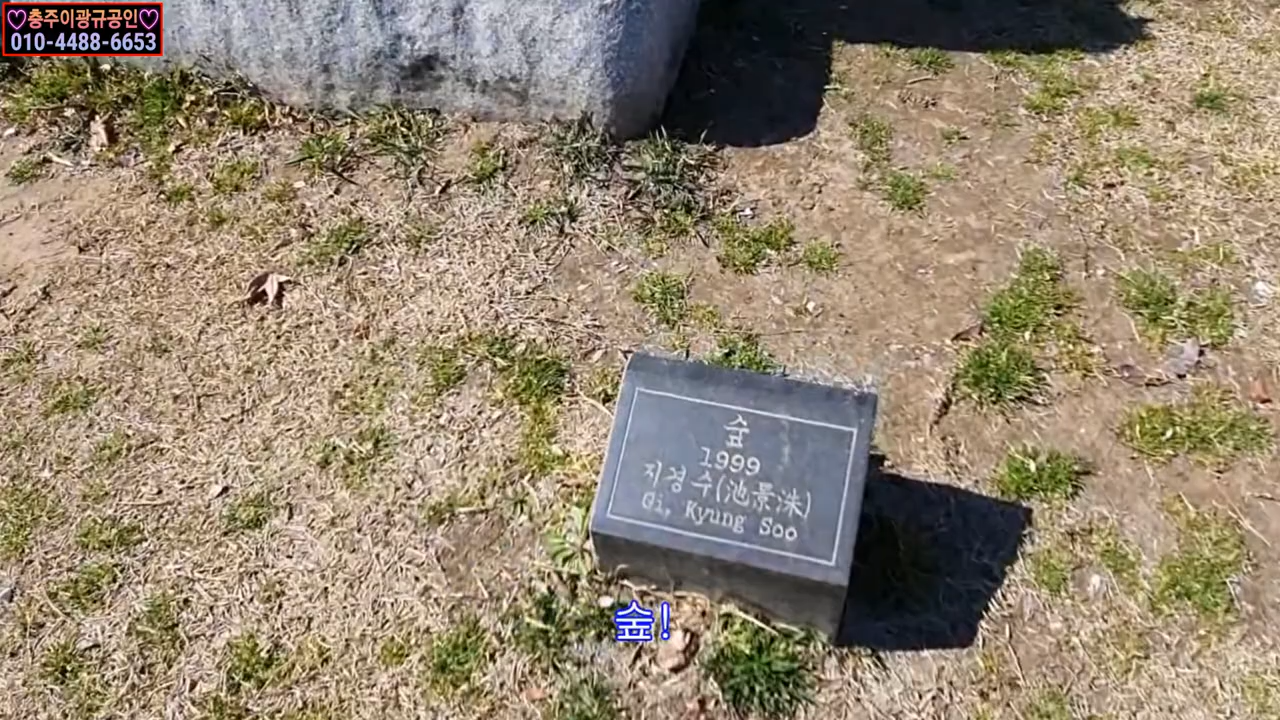 ♡충주이광규공인♡
010-4488-6653
숲
1999
지경수(池景洙)
Gi, Kyung Soo
숲!